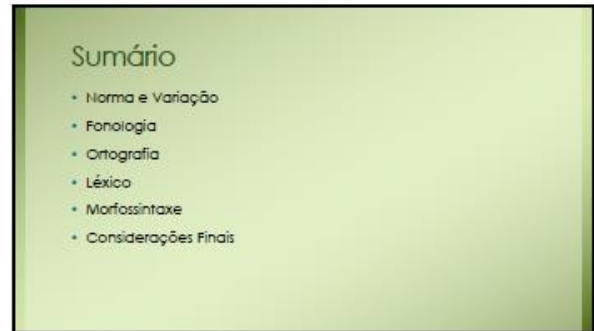 Sumário
• Norma e Variação
• Fonologia
• Ortografia
• Léxico
• Morfossintaxe
• Considerações Finais